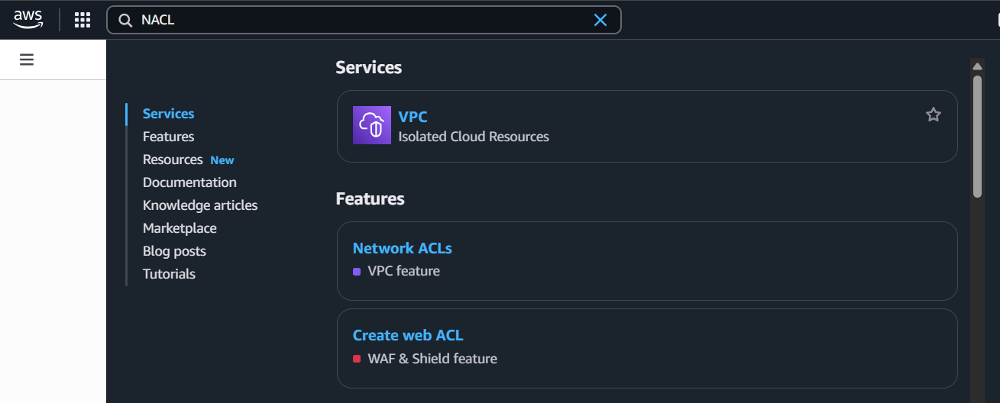 aws
NACL
Services
Features
Resources New
Documentation
Knowledge articles
Marketplace
Blog posts
Tutorials
Services
VPC
Isolated Cloud Resources
Features
Network ACLs
VPC feature
Create web ACL
WAF & Shield feature